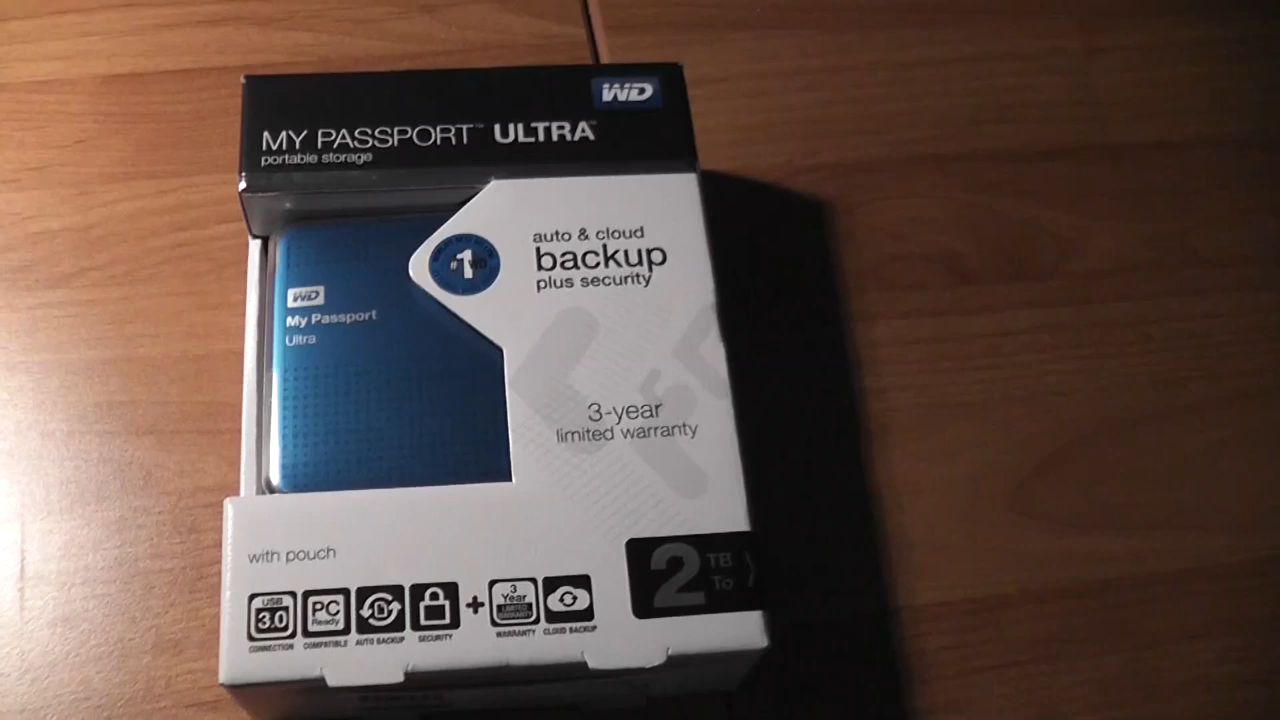 WD
MY PASSPORT™ ULTRA™
portable storage
auto & cloud
backup
plus security
#1
WD
My Passport
Ultra
3-year
limited warranty
with pouch
2 TB
To
USB
3.0
CONNECTION
PC
Ready
COMPATIBLE
AUTO BACKUP
SECURITY
+
3
Year
LIMITED
WARRANTY
WARRANTY
CLOUD BACKUP